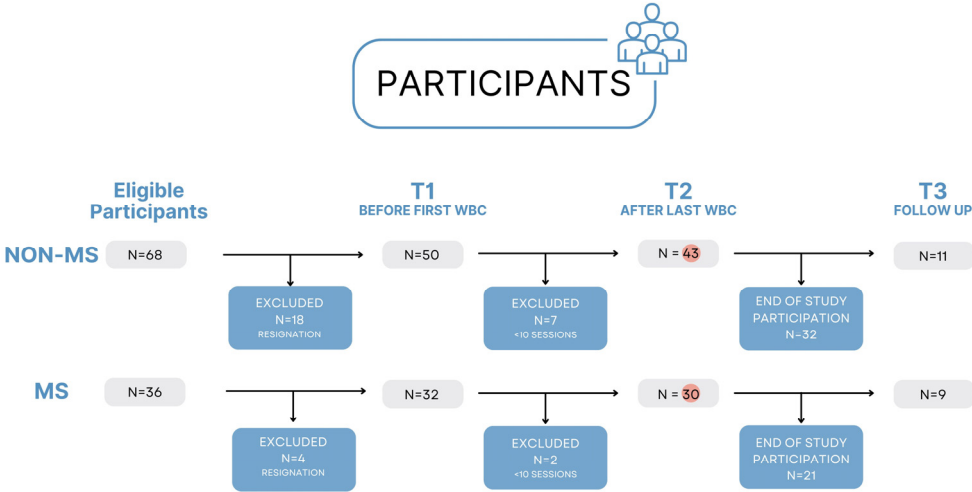 PARTICIPANTS
Eligible
Participants
T1
BEFORE FIRST WBC
T2
AFTER LAST WBC
T3
FOLLOW UP
NON-MS
N=68
N=50
N = 43
N=11
EXCLUDED
N=18
RESIGNATION
EXCLUDED
N=7
<10 SESSIONS
END OF STUDY
PARTICIPATION
N=32
MS
N=36
N=32
N = 30
N=9
EXCLUDED
N=4
RESIGNATION
EXCLUDED
N=2
<10 SESSIONS
END OF STUDY
PARTICIPATION
N=21